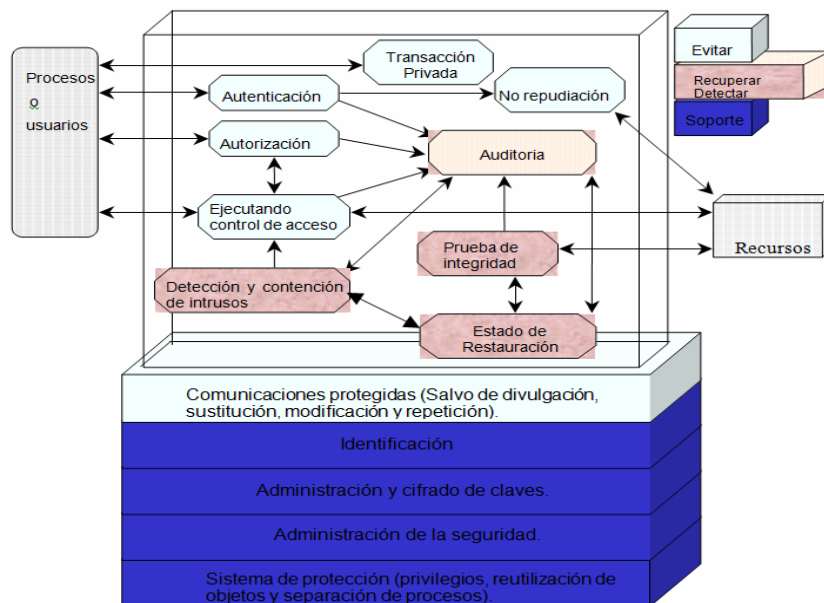 Procesos
o
usuarios
Transacción
Privada
Autenticación
No repudiación
Autorización
Auditoria
Ejecutando
control de acceso
Prueba de
integridad
Detección y contención
de intrusos
Estado de
Restauración
Evitar
Recuperar
Detectar
Soporte
Recursos
Comunicaciones protegidas (Salvo de divulgación,
sustitución, modificación y repetición).
Identificación
Administración y cifrado de claves.
Administración de la seguridad.
Sistema de protección (privilegios, reutilización de
objetos y separación de procesos).